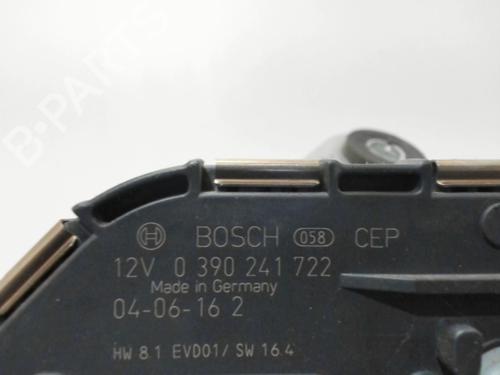 B-PARTS
BOSCH 058 CEP
12V 0 390 241 722
Made in Germany
04-06-16 2
HW 8.1 EVD01/ SW 16.4